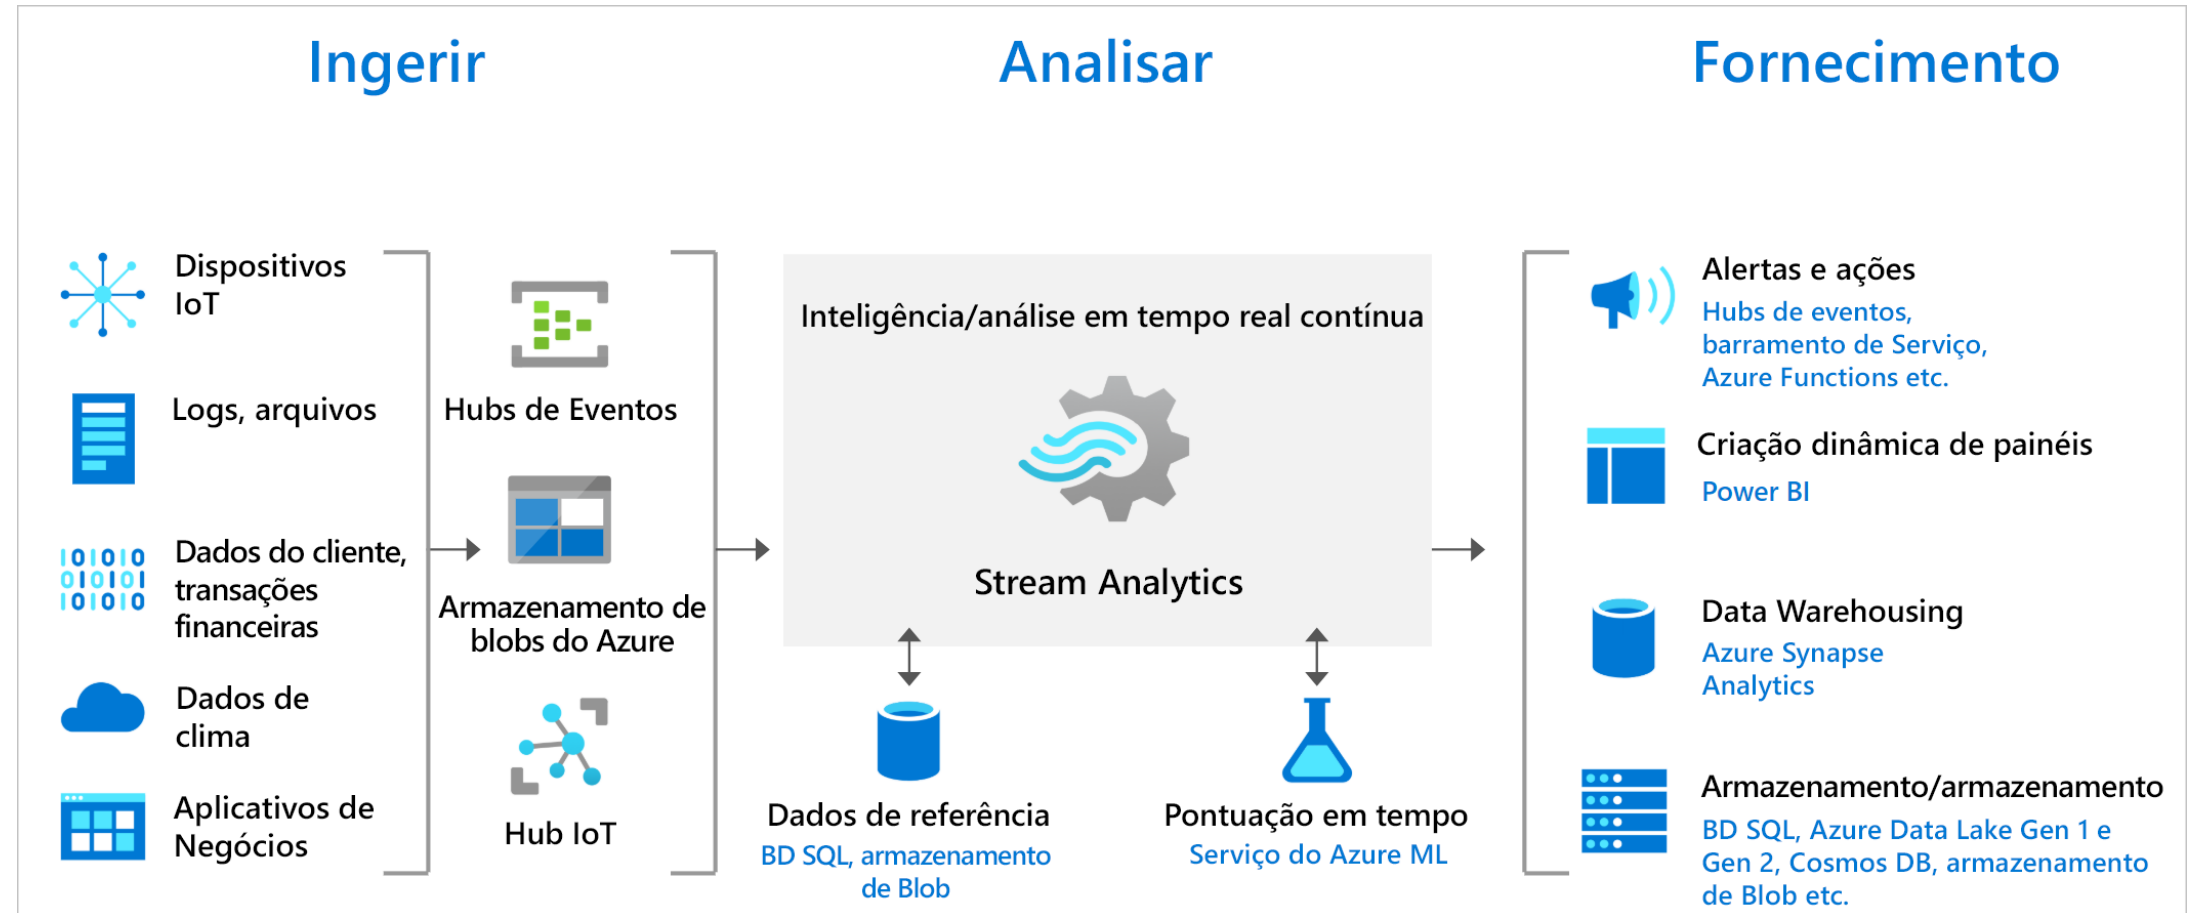 Ingerir
Analisar
Fornecimento
Dispositivos
IoT
Logs, arquivos
Dados do cliente,
transações
financeiras
Dados de
clima
Aplicativos de
Negócios
Hubs de Eventos
Armazenamento de
blobs do Azure
Hub IoT
Inteligência/análise em tempo real contínua
Stream Analytics
Dados de referência
BD SQL, armazenamento
de Blob
Pontuação em tempo
Serviço do Azure ML
Alertas e ações
Hubs de eventos,
barramento de Serviço,
Azure Functions etc.
Criação dinâmica de painéis
Power BI
Data Warehousing
Azure Synapse
Analytics
Armazenamento/armazenamento
BD SQL, Azure Data Lake Gen 1 e
Gen 2, Cosmos DB, armazenamento
de Blob etc.